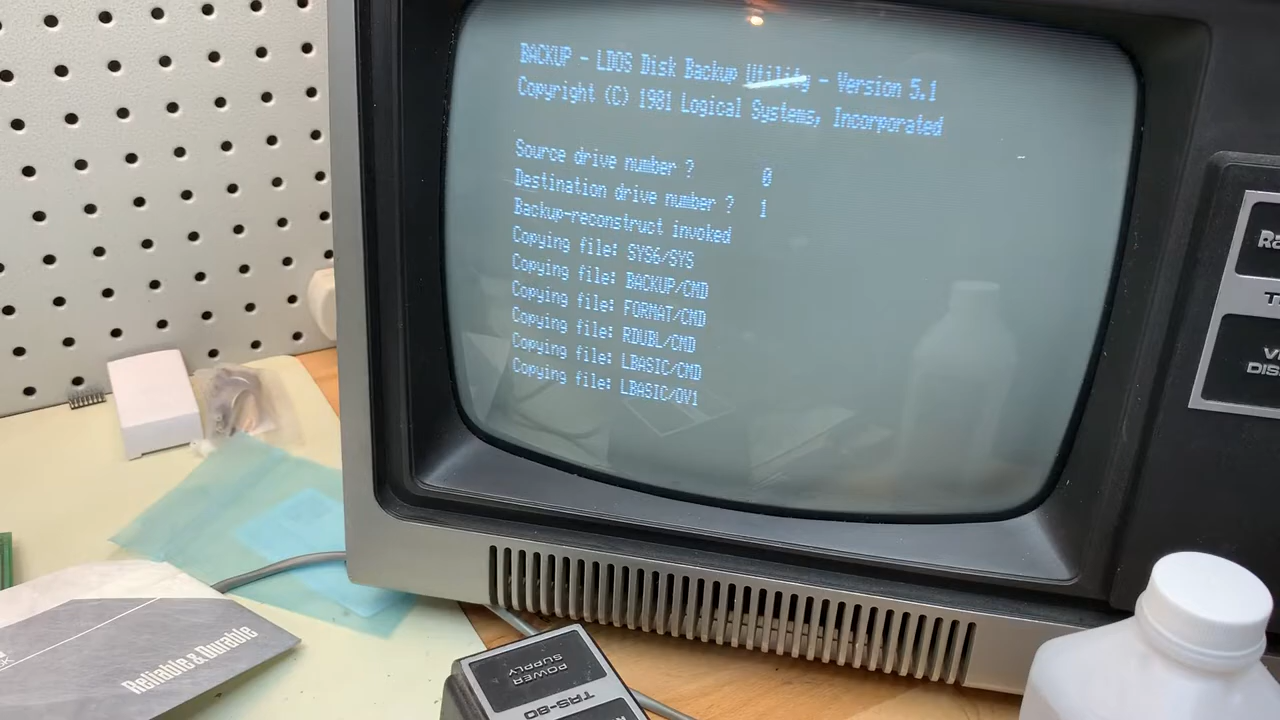 BACKUP - LDOS Disk Backup Utility - Version 5.1
Copyright (C) 1981 Logical Systems, Incorporated
Source drive number ? 0
Destination drive number ? 1
Backup-reconstruct invoked
Copying file: SYS6/SYS
Copying file: BACKUP/CMD
Copying file: FORMAT/CMD
Copying file: RDUBL/CMD
Copying file: LBASIC/CMD
Copying file: LBASIC/OV1
Reliable & Durable
POWER
SUPPLY
TRS-80